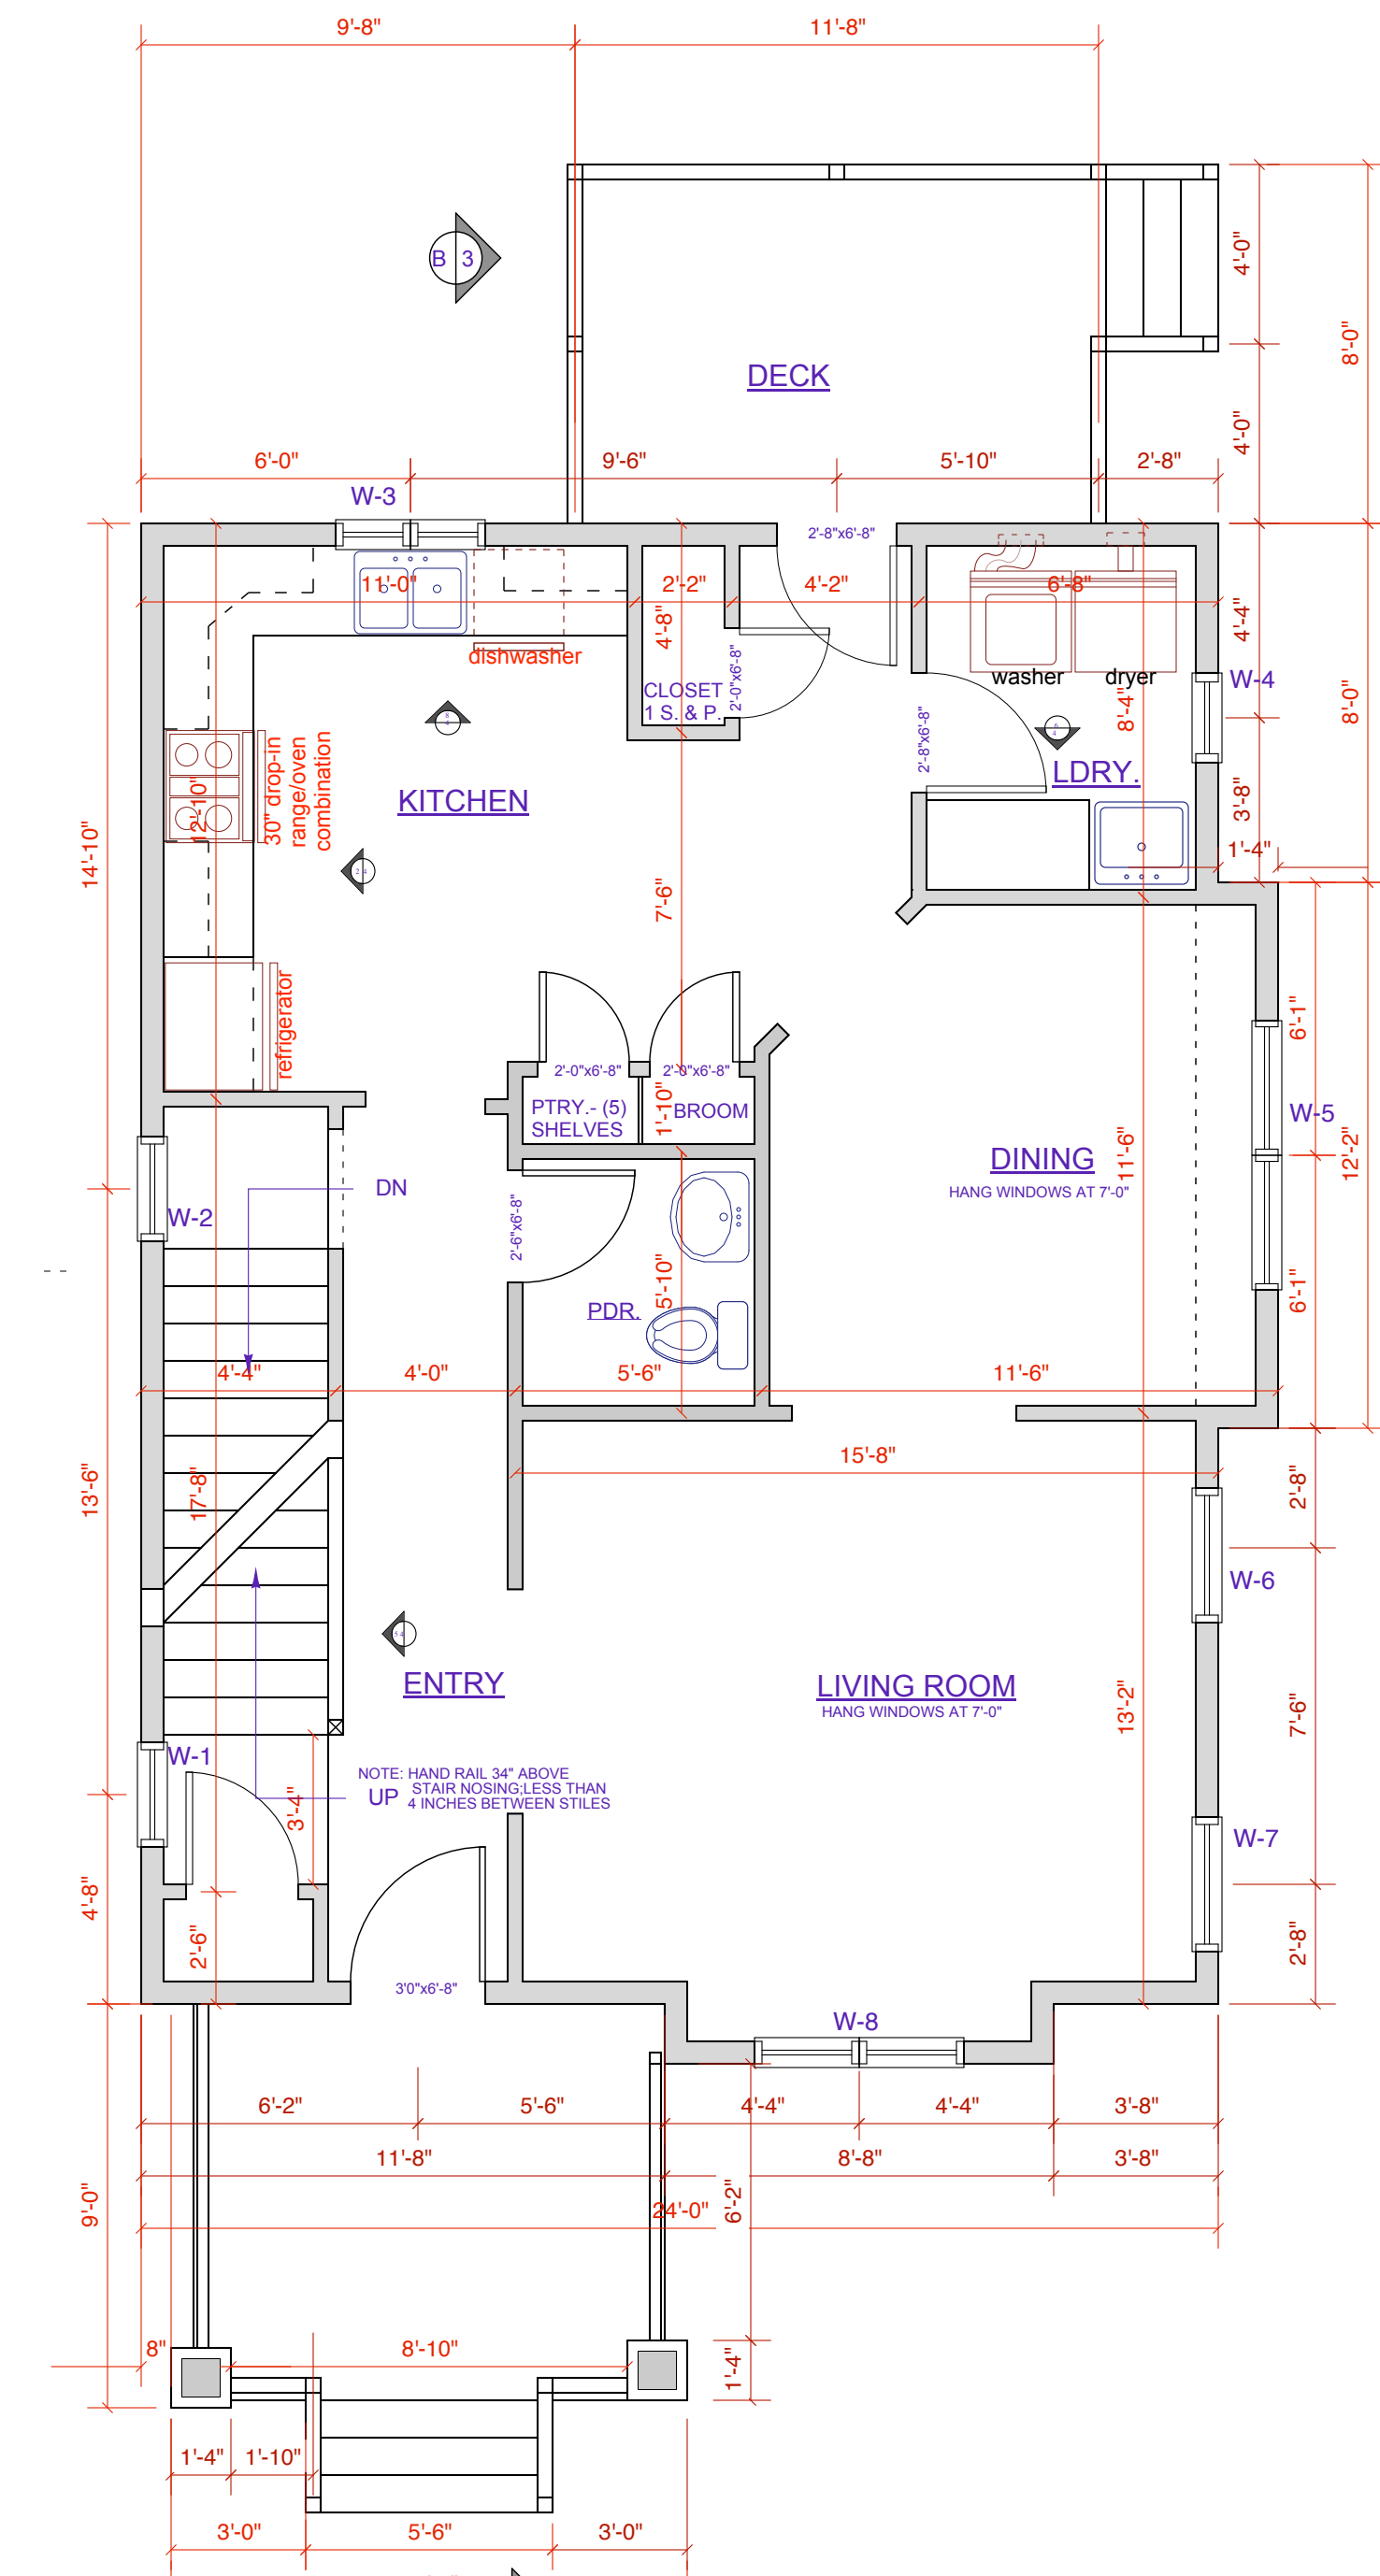 9'-8"
11'-8"
B 3
4'-0"
8'-0"
DECK
4'-0"
6'-0"
9'-6"
5'-10"
2'-8"
W-3
2'-8"x6'-8"
11'-0"
2'-2"
4'-2"
6'-8"
4'-8"
4'-4"
dishwasher
2'-0"x6'-8"
washer
dryer
W-4
CLOSET
1 S. & P.
8'-4"
8'-0"
2'-8"x6'-8"
LDRY.
KITCHEN
12'-10"
30" drop-in
range/oven
combination
3'-8"
14'-10"
1'-4"
7'-6"
refrigerator
6'-1"
2'-0"x6'-8"
2'-0"x6'-8"
PTRY.- (5)
SHELVES
1'-10"
BROOM
W-5
DINING
11'-6"
12'-2"
HANG WINDOWS AT 7'-0"
DN
W-2
2'-6"x6'-8"
5'-10"
PDR.
6'-1"
4'-4"
4'-0"
5'-6"
11'-6"
15'-8"
13'-6"
17'-8"
2'-8"
W-6
ENTRY
LIVING ROOM
HANG WINDOWS AT 7'-0"
13'-2"
7'-6"
W-1
NOTE: HAND RAIL 34" ABOVE
STAIR NOSING;LESS THAN
4 INCHES BETWEEN STILES
UP
3'-4"
W-7
4'-8"
2'-6"
2'-8"
3'0"x6'-8"
W-8
6'-2"
5'-6"
4'-4"
4'-4"
3'-8"
11'-8"
8'-8"
3'-8"
9'-0"
24'-0"
6'-2"
8"
8'-10"
1'-4"
1'-4"
1'-10"
3'-0"
5'-6"
3'-0"